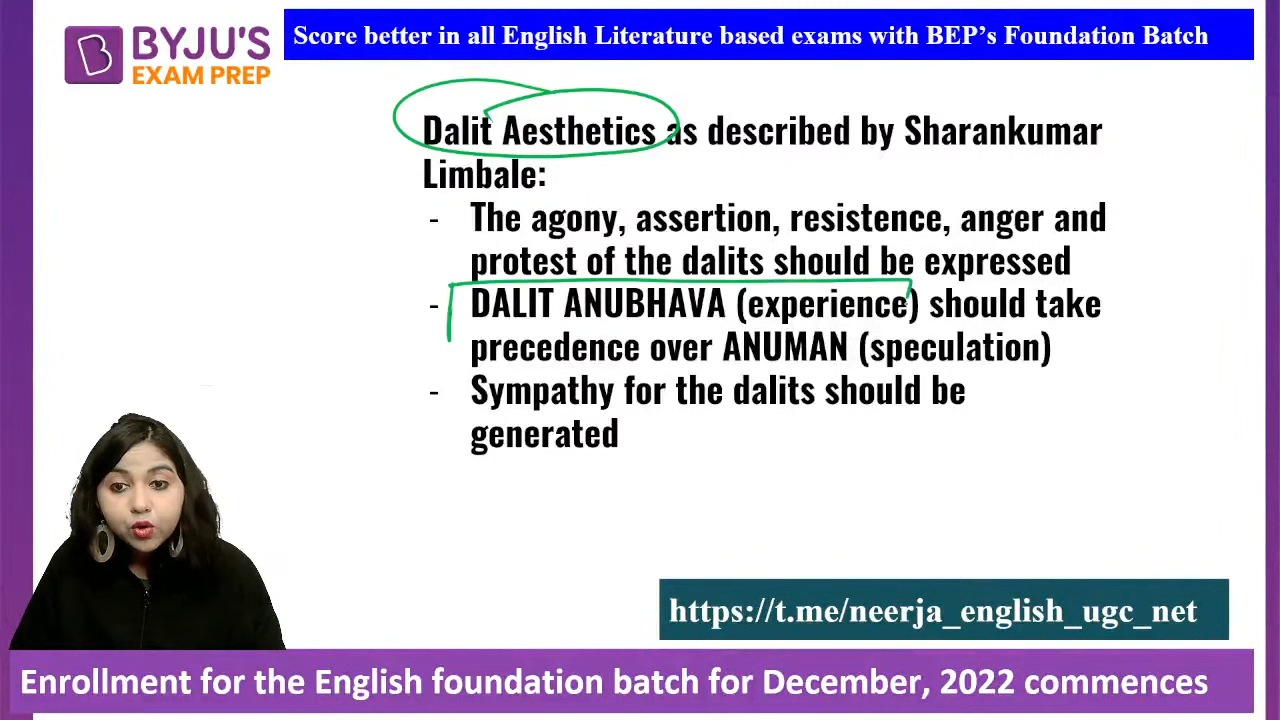 BYJU'S
EXAM PREP
Score better in all English Literature based exams with BEP's Foundation Batch
Dalit Aesthetics as described by Sharankumar
Limbale:
- The agony, assertion, resistence, anger and
protest of the dalits should be expressed
- DALIT ANUBHAVA (experience) should take
precedence over ANUMAN (speculation)
- Sympathy for the dalits should be
generated
https://t.me/neerja_english_ugc_net
Enrollment for the English foundation batch for December, 2022 commences